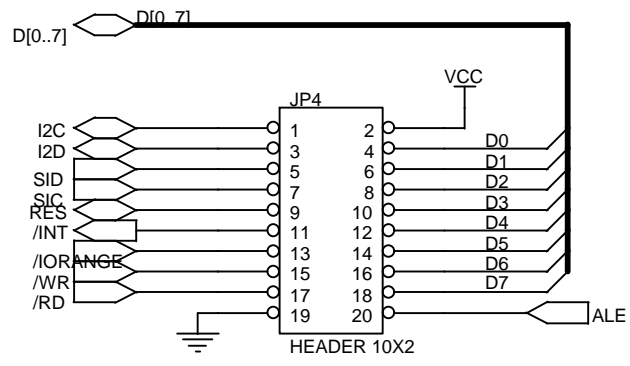 D[0..7]
D[0..7]
VCC
JP4
I2C 1 2
I2D 3 4 D0
5 6 D1
SID 7 8 D2
SIC
RES 9 10 D3
/INT 11 12 D4
13 14 D5
/IORANGE 15 16 D6
/WR 17 18 D7
/RD
19 20 ALE
HEADER 10X2